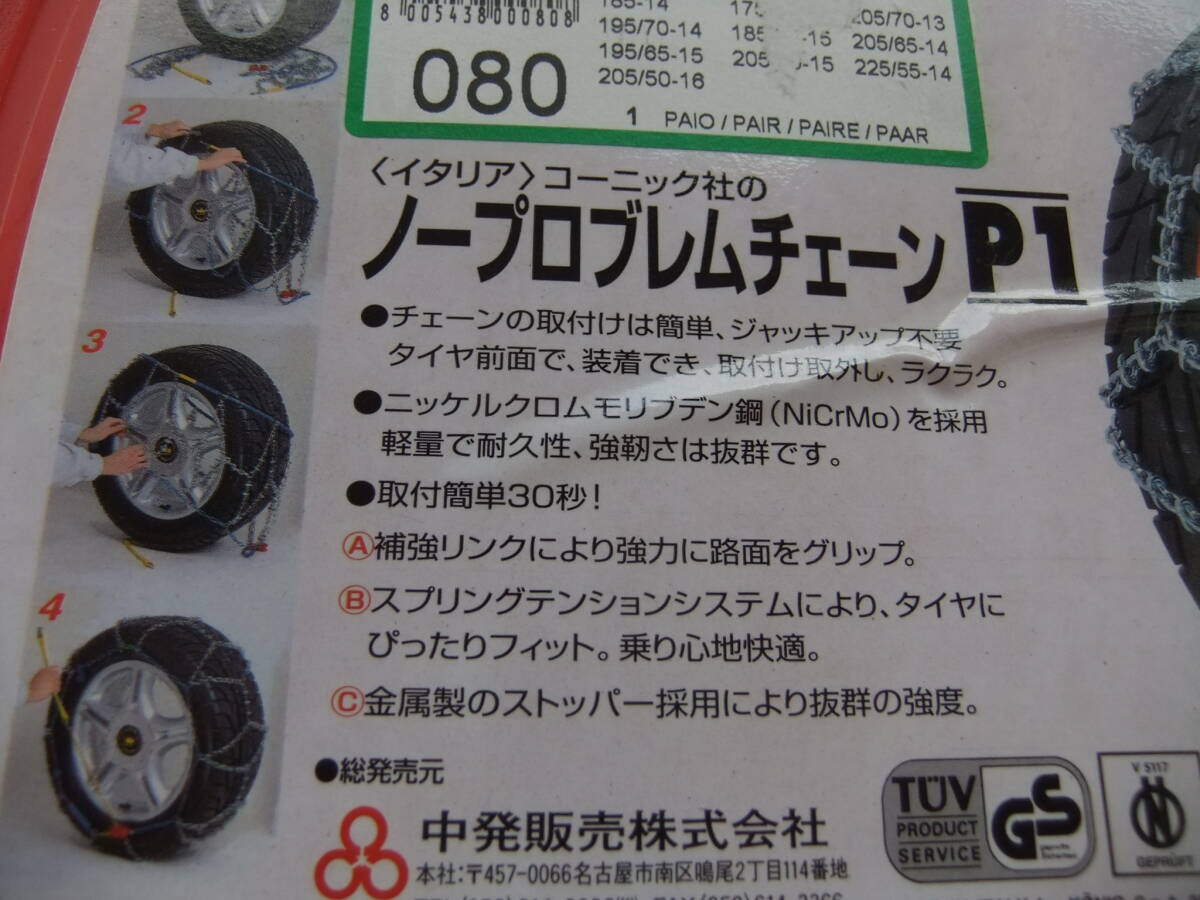 8 005438 000808
080
185-14
195/70-14
195/65-15
205/50-16
205/70-13
205/65-14
225/55-14
1 PAIO / PAIR / PAIRE / PAAR
2
3
4
〈イタリア〉コーニック社の
ノープロブレムチェーン P1
●チェーンの取付けは簡単、ジャッキアップ不要
タイヤ前面で、装着でき、取付け取外し、ラクラク。
●ニッケルクロムモリブデン鋼(NiCrMo)を採用
軽量で耐久性、強靭さは抜群です。
●取付簡単30秒!
Ⓐ補強リンクにより強力に路面をグリップ。
Ⓑスプリングテンションシステムにより、タイヤに
ぴったりフィット。乗り心地快適。
Ⓒ金属製のストッパー採用により抜群の強度。
●総発売元
中発販売株式会社
本社:〒457-0066名古屋市南区鳴尾2丁目114番地
TÜV
PRODUCT
SERVICE
GS
geprüfte
Sicherheit
V 5117
N
GEPRÜFT